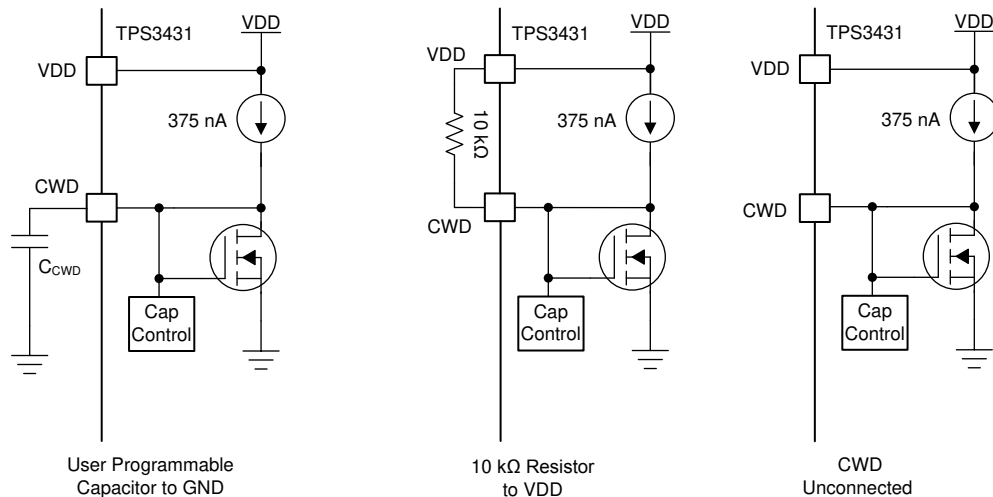 VDD
TPS3431
VDD
375 nA
CWD
CCWD
Cap
Control
User Programmable
Capacitor to GND
VDD
TPS3431
VDD
10 kΩ
375 nA
CWD
Cap
Control
10 kΩ Resistor
to VDD
VDD
TPS3431
VDD
375 nA
CWD
Cap
Control
CWD
Unconnected